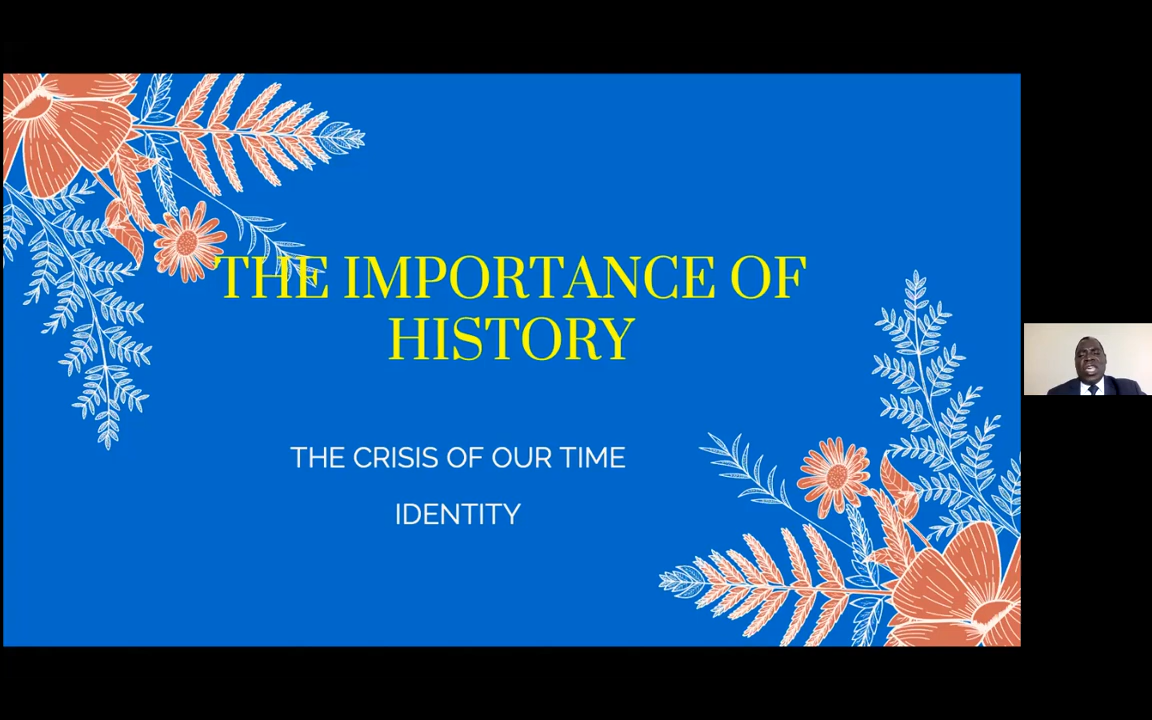 THE IMPORTANCE OF
HISTORY
THE CRISIS OF OUR TIME
IDENTITY